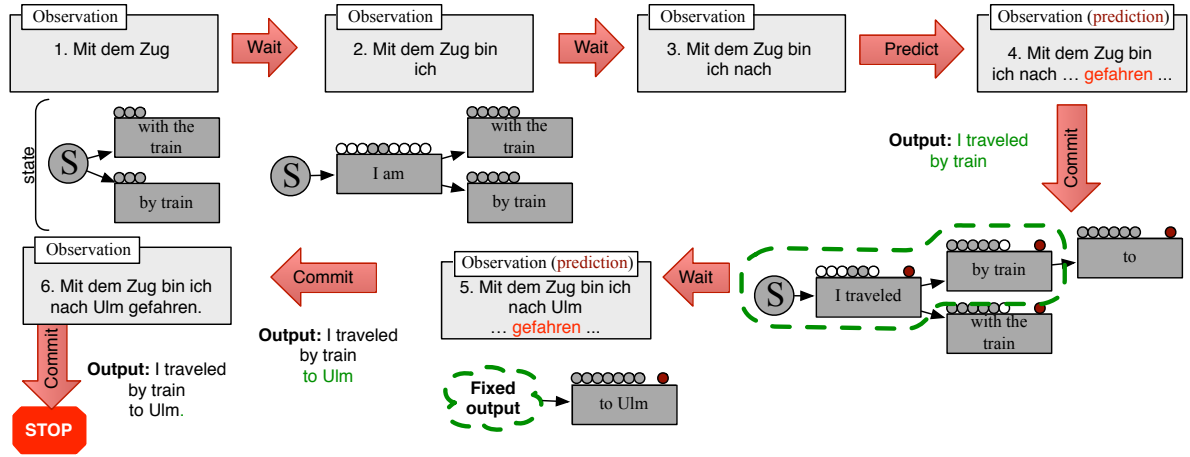 Observation
1. Mit dem Zug
Wait
Observation
2. Mit dem Zug bin
ich
Wait
Observation
3. Mit dem Zug bin
ich nach
Predict
Observation (prediction)
4. Mit dem Zug bin
ich nach ... gefahren ...
state
S
with the
train
by train
S
I am
with the
train
by train
Output: I traveled
by train
Commit
S
I traveled
by train
to
with the
train
Wait
Observation (prediction)
5. Mit dem Zug bin ich
nach Ulm
... gefahren ...
Fixed
output
to Ulm
Commit
Output: I traveled
by train
to Ulm
Observation
6. Mit dem Zug bin ich
nach Ulm gefahren.
Commit
Output: I traveled
by train
to Ulm.
STOP